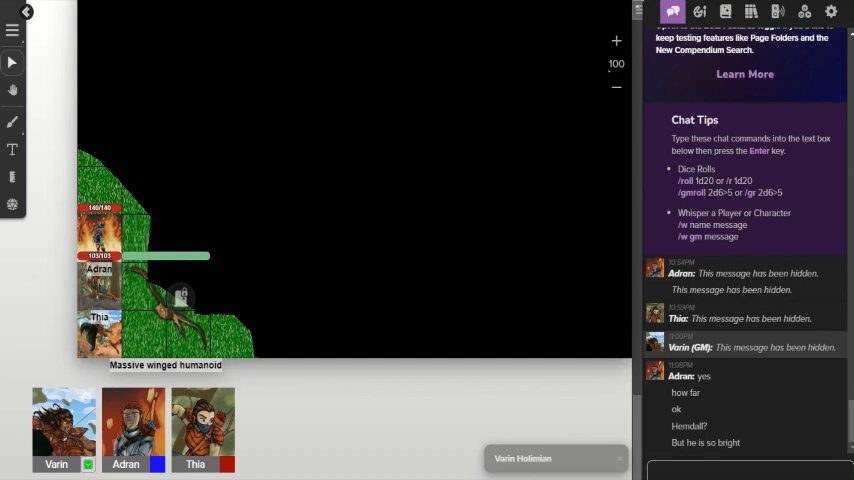 keep testing features like Page Folders and the
New Compendium Search.
Learn More
Chat Tips
Type these chat commands into the text box
below then press the Enter key.
Dice Rolls
/roll 1d20 or /r 1d20
/gmroll 2d6>5 or /gr 2d6>5
Whisper a Player or Character
/w name message
/w gm message
10:54PM
Adran: This message has been hidden.
This message has been hidden.
10:59PM
Thia: This message has been hidden.
11:00PM
Varin (GM): This message has been hidden.
11:08PM
Adran: yes
how far
ok
Hemdall?
But he is so bright
100
140/140
103/103
Adran
Thia
Massive winged humanoid
Varin
Adran
Thia
Varin Holimian
T